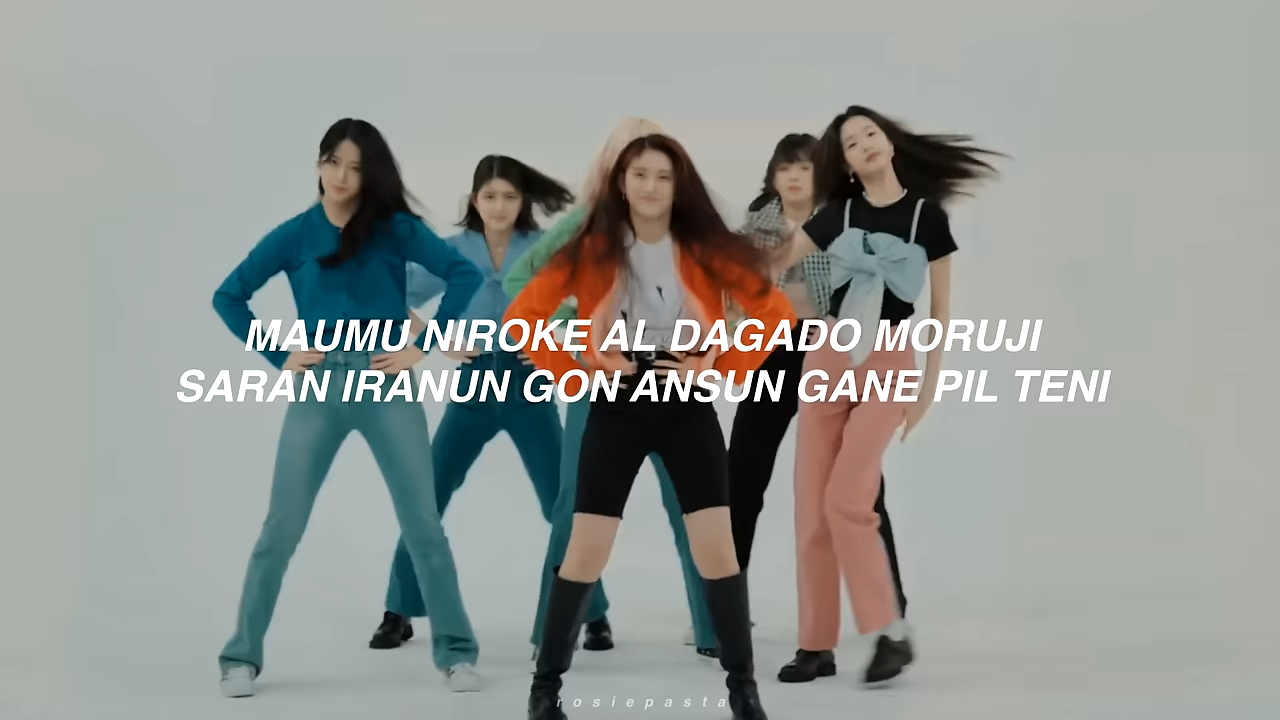 MAUMU NIROKE AL DAGADO MORUJI
SARAN IRANUN GON ANSUN GANE PIL TENI
rosiepasta